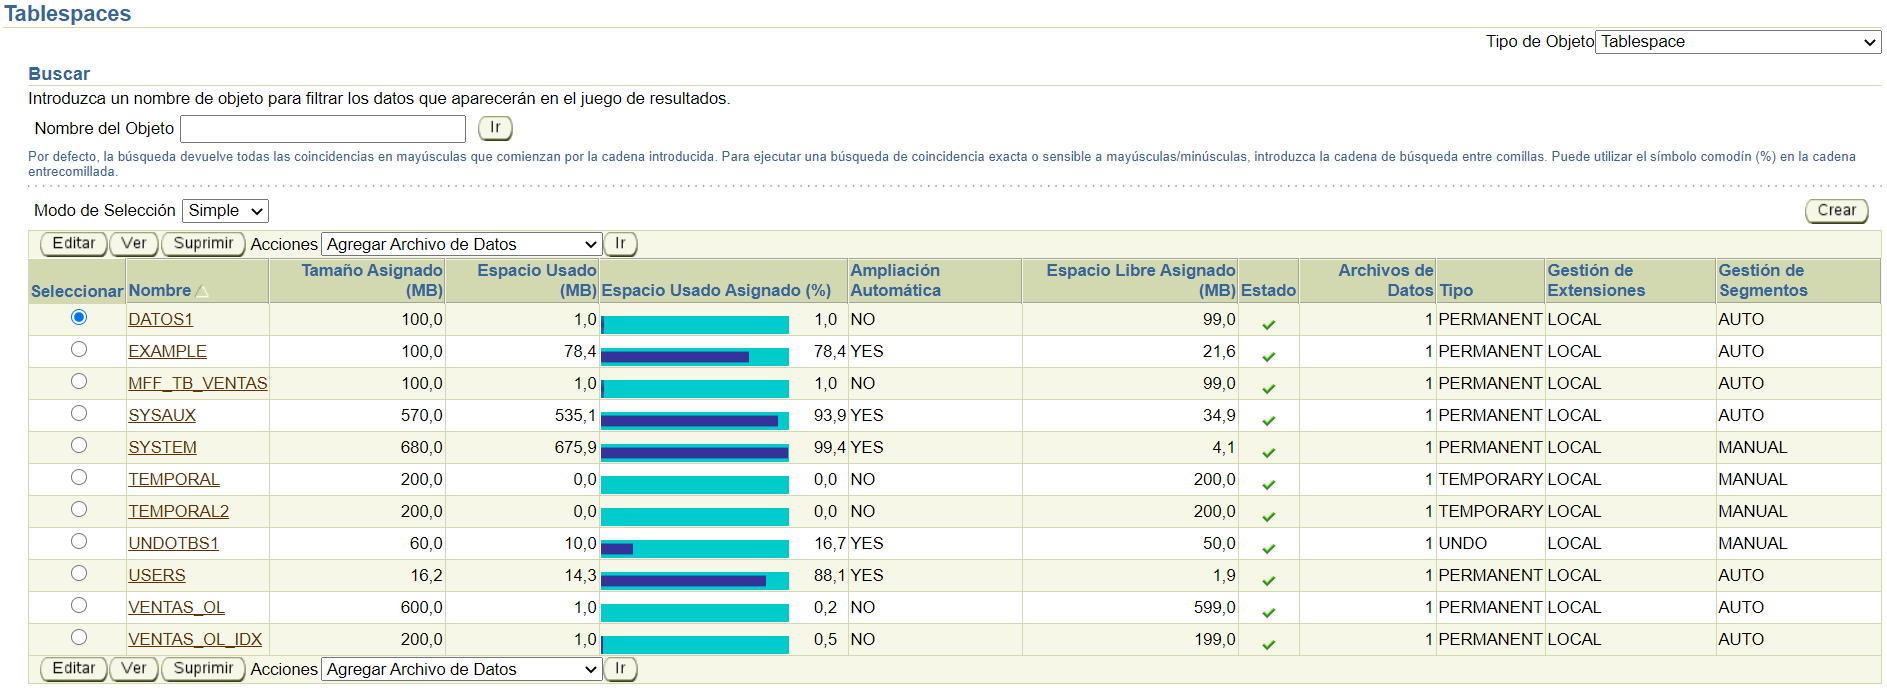 Tablespaces
Tipo de Objeto Tablespace
Buscar
Introduzca un nombre de objeto para filtrar los datos que aparecerán en el juego de resultados.
Nombre del Objeto Ir
Por defecto, la búsqueda devuelve todas las coincidencias en mayúsculas que comienzan por la cadena introducida. Para ejecutar una búsqueda de coincidencia exacta o sensible a mayúsculas/minúsculas, introduzca la cadena de búsqueda entre comillas. Puede utilizar el símbolo comodín (%) en la cadena
entrecomillada.
Modo de Selección Simple Crear
Editar Ver Suprimir Acciones Agregar Archivo de Datos Ir
Seleccionar Nombre Tamaño Asignado (MB) Espacio Usado (MB) Espacio Usado Asignado (%) Ampliación Automática Espacio Libre Asignado (MB) Estado Archivos de Datos Tipo Gestión de Extensiones Gestión de Segmentos
DATOS1 100,0 1,0 1,0 NO 99,0 1 PERMANENT LOCAL AUTO
EXAMPLE 100,0 78,4 78,4 YES 21,6 1 PERMANENT LOCAL AUTO
MFF_TB_VENTAS 100,0 1,0 1,0 NO 99,0 1 PERMANENT LOCAL AUTO
SYSAUX 570,0 535,1 93,9 YES 34,9 1 PERMANENT LOCAL AUTO
SYSTEM 680,0 675,9 99,4 YES 4,1 1 PERMANENT LOCAL MANUAL
TEMPORAL 200,0 0,0 0,0 NO 200,0 1 TEMPORARY LOCAL MANUAL
TEMPORAL2 200,0 0,0 0,0 NO 200,0 1 TEMPORARY LOCAL MANUAL
UNDOTBS1 60,0 10,0 16,7 YES 50,0 1 UNDO LOCAL MANUAL
USERS 16,2 14,3 88,1 YES 1,9 1 PERMANENT LOCAL AUTO
VENTAS_OL 600,0 1,0 0,2 NO 599,0 1 PERMANENT LOCAL AUTO
VENTAS_OL_IDX 200,0 1,0 0,5 NO 199,0 1 PERMANENT LOCAL AUTO
Editar Ver Suprimir Acciones Agregar Archivo de Datos Ir